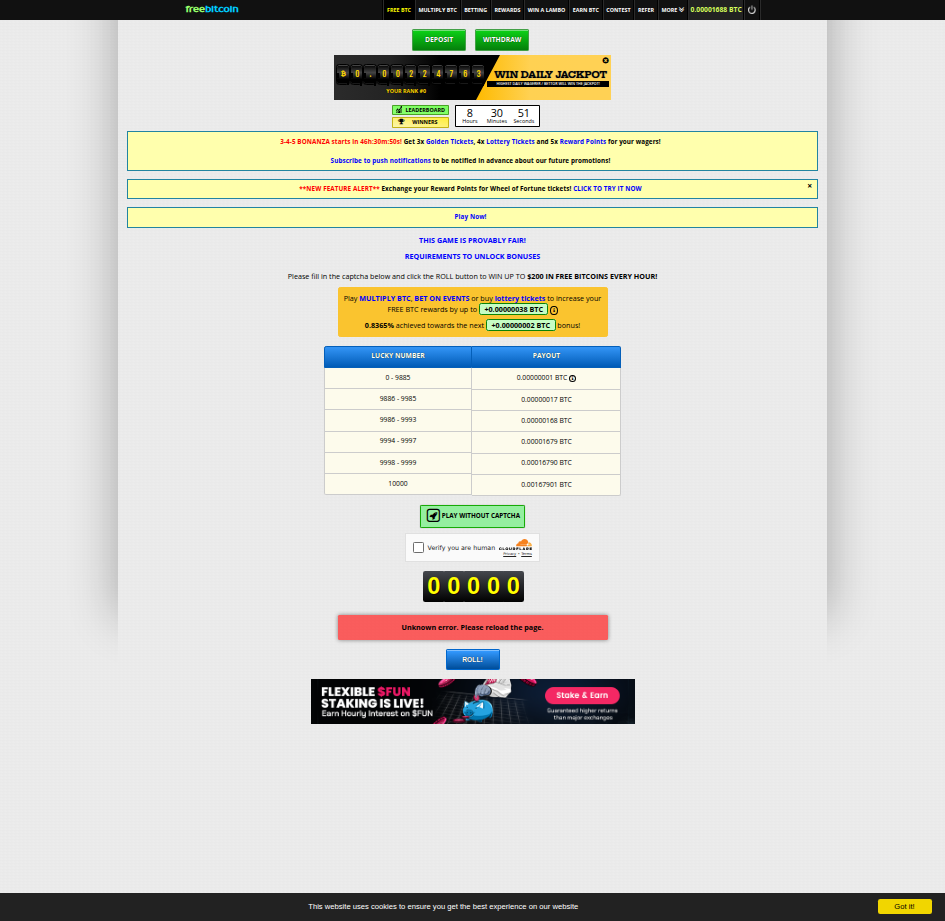 freebitcoin
FREE BTC MULTIPLY BTC BETTING REWARDS WIN A LAMBO EARN BTC CONTEST REFER MORE 0.00001688 BTC
DEPOSIT WITHDRAW
0.00224763
YOUR RANK #0
WIN DAILY JACKPOT
HIGHEST DAILY WAGERER / BETTOR WILL WIN THE JACKPOT
LEADERBOARD
WINNERS
8 30 51
Hours Minutes Seconds
3-4-5 BONANZA starts in 46h:30m:50s! Get 3x Golden Tickets, 4x Lottery Tickets and 5x Reward Points for your wagers!
Subscribe to push notifications to be notified in advance about our future promotions!
**NEW FEATURE ALERT** Exchange your Reward Points for Wheel of Fortune tickets! CLICK TO TRY IT NOW
Play Now!
THIS GAME IS PROVABLY FAIR!
REQUIREMENTS TO UNLOCK BONUSES
Please fill in the captcha below and click the ROLL button to WIN UP TO $200 IN FREE BITCOINS EVERY HOUR!
Play MULTIPLY BTC, BET ON EVENTS or buy lottery tickets to increase your
FREE BTC rewards by up to +0.00000038 BTC
0.8365% achieved towards the next +0.00000002 BTC bonus!
LUCKY NUMBER PAYOUT
0 - 9885 0.00000001 BTC
9886 - 9985 0.00000017 BTC
9986 - 9993 0.00000168 BTC
9994 - 9997 0.00001679 BTC
9998 - 9999 0.00016790 BTC
10000 0.00167901 BTC
PLAY WITHOUT CAPTCHA
Verify you are human
CLOUDFLARE
Privacy • Terms
00000
Unknown error. Please reload the page.
ROLL!
FLEXIBLE $FUN
STAKING IS LIVE!
Earn Hourly Interest on $FUN
Stake & Earn
Guaranteed higher returns
than major exchanges
This website uses cookies to ensure you get the best experience on our website
Got it!